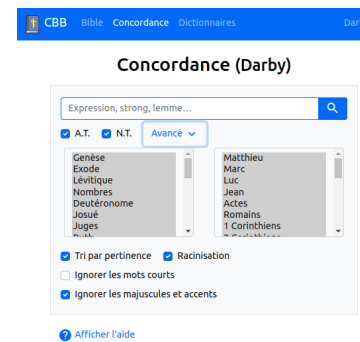 CBB Bible Concordance Dictionnaires Dar
Concordance (Darby)
Expression, strong, lemme...
A.T. N.T. Avancé
Genèse
Exode
Lévitique
Nombres
Deutéronome
Josué
Juges
Matthieu
Marc
Luc
Jean
Actes
Romains
1 Corinthiens
Tri par pertinence Racinisation
Ignorer les mots courts
Ignorer les majuscules et accents
Afficher l'aide